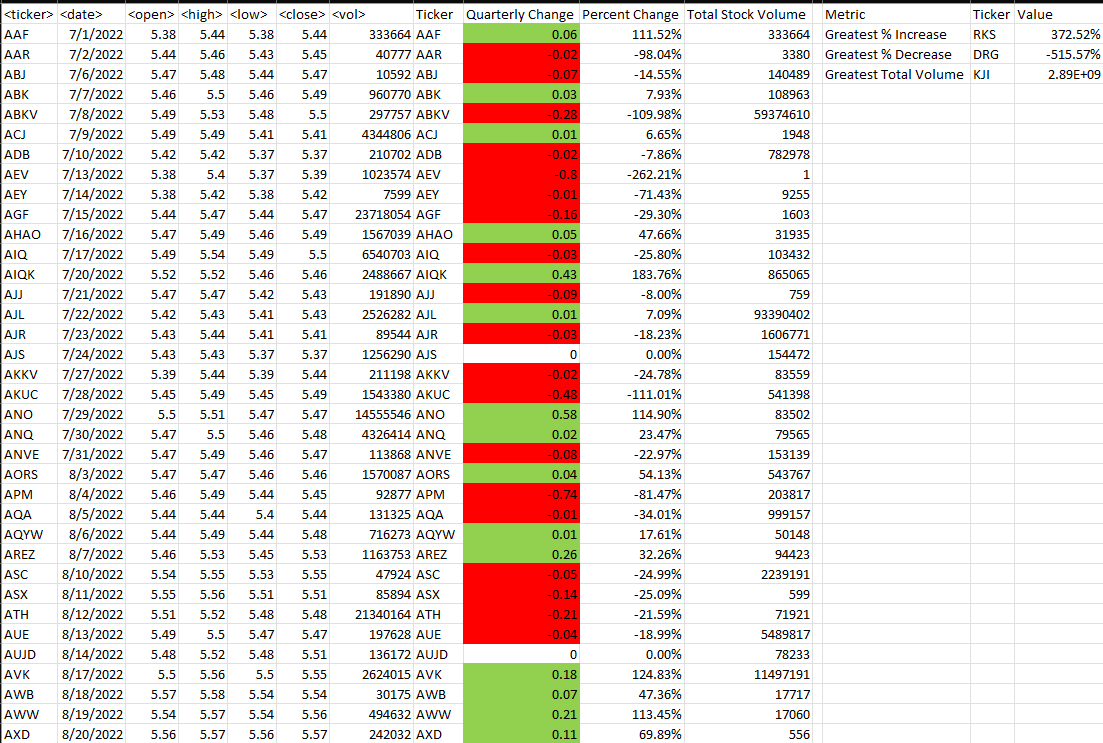 <ticker> <date> <open> <high> <low> <close> <vol> Ticker Quarterly Change Percent Change Total Stock Volume Metric Ticker Value
AAF 7/1/2022 5.38 5.44 5.38 5.44 333664 AAF 0.06 111.52% 333664 Greatest % Increase RKS 372.52%
AAR 7/2/2022 5.44 5.46 5.43 5.45 40777 AAR -0.02 -98.04% 3380 Greatest % Decrease DRG -515.57%
ABJ 7/6/2022 5.47 5.48 5.44 5.47 10592 ABJ -0.07 -14.55% 140489 Greatest Total Volume KJI 2.89E+09
ABK 7/7/2022 5.46 5.5 5.46 5.49 960770 ABK 0.03 7.93% 108963
ABKV 7/8/2022 5.49 5.53 5.48 5.5 297757 ABKV -0.28 -109.98% 59374610
ACJ 7/9/2022 5.49 5.49 5.41 5.41 4344806 ACJ 0.01 6.65% 1948
ADB 7/10/2022 5.42 5.42 5.37 5.37 210702 ADB -0.02 -7.86% 782978
AEV 7/13/2022 5.38 5.4 5.37 5.39 1023574 AEV -0.8 -262.21% 1
AEY 7/14/2022 5.38 5.42 5.38 5.42 7599 AEY -0.01 -71.43% 9255
AGF 7/15/2022 5.44 5.47 5.44 5.47 23718054 AGF -0.16 -29.30% 1603
AHAO 7/16/2022 5.47 5.49 5.46 5.49 1567039 AHAO 0.05 47.66% 31935
AIQ 7/17/2022 5.49 5.54 5.49 5.5 6540703 AIQ -0.03 -25.80% 103432
AIQK 7/20/2022 5.52 5.52 5.46 5.46 2488667 AIQK 0.43 183.76% 865065
AJJ 7/21/2022 5.47 5.47 5.42 5.43 191890 AJJ -0.09 -8.00% 759
AJL 7/22/2022 5.42 5.43 5.41 5.43 2526282 AJL 0.01 7.09% 93390402
AJR 7/23/2022 5.43 5.44 5.41 5.41 89544 AJR -0.03 -18.23% 1606771
AJS 7/24/2022 5.43 5.43 5.37 5.37 1256290 AJS 0 0.00% 154472
AKKV 7/27/2022 5.39 5.44 5.39 5.44 211198 AKKV -0.02 -24.78% 83559
AKUC 7/28/2022 5.45 5.49 5.45 5.49 1543380 AKUC -0.48 -111.01% 541398
ANO 7/29/2022 5.5 5.51 5.47 5.47 14555546 ANO 0.58 114.90% 83502
ANQ 7/30/2022 5.47 5.5 5.46 5.48 4326414 ANQ 0.02 23.47% 79565
ANVE 7/31/2022 5.47 5.49 5.46 5.47 113868 ANVE -0.08 -22.97% 153139
AORS 8/3/2022 5.47 5.47 5.46 5.46 1570087 AORS 0.04 54.13% 543767
APM 8/4/2022 5.46 5.49 5.44 5.45 92877 APM -0.74 -81.47% 203817
AQA 8/5/2022 5.44 5.44 5.4 5.44 131325 AQA -0.01 -34.01% 999157
AQYW 8/6/2022 5.44 5.49 5.44 5.48 716273 AQYW 0.01 17.61% 50148
AREZ 8/7/2022 5.46 5.53 5.45 5.53 1163753 AREZ 0.26 32.26% 94423
ASC 8/10/2022 5.54 5.55 5.53 5.55 47924 ASC -0.05 -24.99% 2239191
ASX 8/11/2022 5.55 5.56 5.51 5.51 85894 ASX -0.14 -25.09% 599
ATH 8/12/2022 5.51 5.52 5.48 5.48 21340164 ATH -0.21 -21.59% 71921
AUE 8/13/2022 5.49 5.5 5.47 5.47 197628 AUE -0.04 -18.99% 5489817
AUJD 8/14/2022 5.48 5.52 5.48 5.51 136172 AUJD 0 0.00% 78233
AVK 8/17/2022 5.5 5.56 5.5 5.55 2624015 AVK 0.18 124.83% 11497191
AWB 8/18/2022 5.57 5.58 5.54 5.54 30175 AWB 0.07 47.36% 17717
AWW 8/19/2022 5.54 5.57 5.54 5.56 494632 AWW 0.21 113.45% 17060
AXD 8/20/2022 5.56 5.57 5.56 5.57 242032 AXD 0.11 69.89% 556